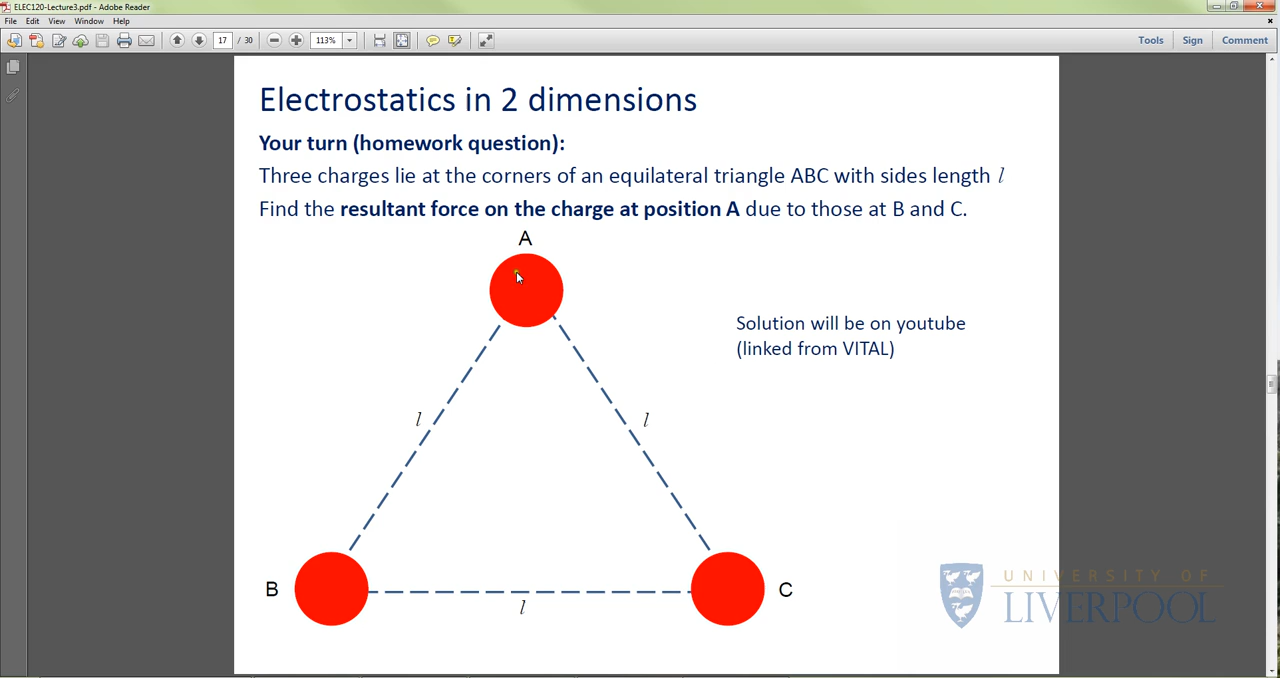 ELEC120-Lecture3.pdf - Adobe Reader
File Edit View Window Help
17 / 30 113% Tools Sign Comment
Electrostatics in 2 dimensions
Your turn (homework question):
Three charges lie at the corners of an equilateral triangle ABC with sides length l
Find the resultant force on the charge at position A due to those at B and C.
A
Solution will be on youtube
(linked from VITAL)
l l
B C
l
UNIVERSITY OF
LIVERPOOL